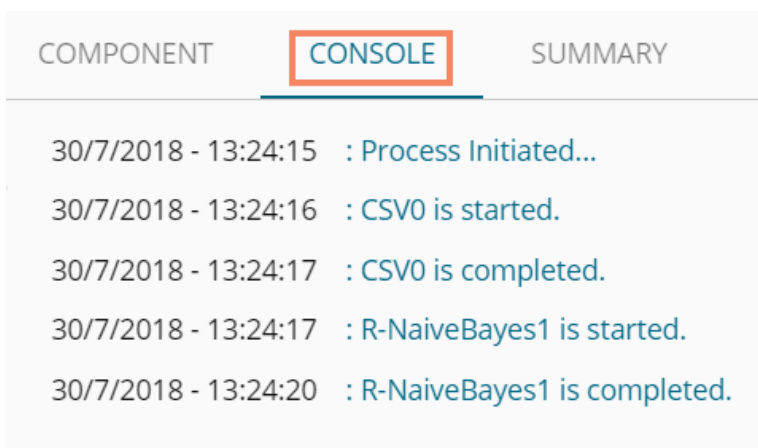 COMPONENT CONSOLE SUMMARY
30/7/2018 - 13:24:15 : Process Initiated...
30/7/2018 - 13:24:16 : CSV0 is started.
30/7/2018 - 13:24:17 : CSV0 is completed.
30/7/2018 - 13:24:17 : R-NaiveBayes1 is started.
30/7/2018 - 13:24:20 : R-NaiveBayes1 is completed.